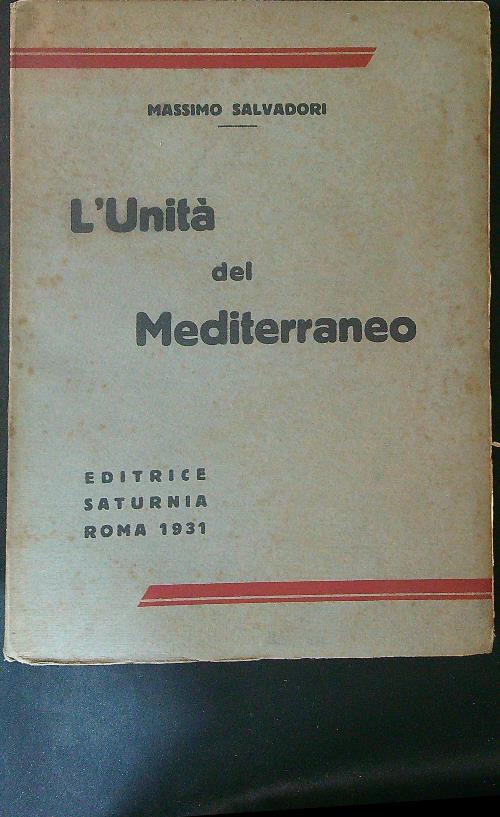 MASSIMO SALVADORI
L'Unità
del
Mediterraneo
EDITRICE
SATURNIA
ROMA 1931